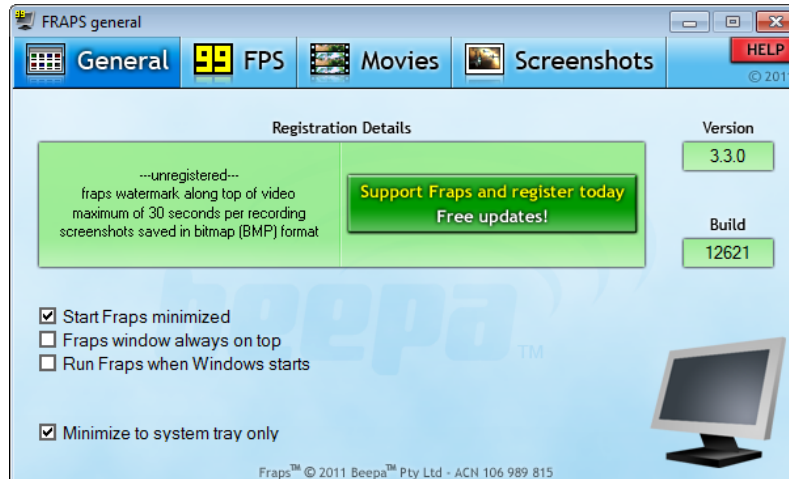 FRAPS general
General
99 FPS
Movies
Screenshots
HELP
© 201
Registration Details
Version
3.3.0
---unregistered---
fraps watermark along top of video
maximum of 30 seconds per recording
screenshots saved in bitmap (BMP) format
Support Fraps and register today
Free updates!
Build
12621
beepa™
Start Fraps minimized
Fraps window always on top
Run Fraps when Windows starts
Minimize to system tray only
Fraps™ © 2011 Beepa™ Pty Ltd - ACN 106 989 815